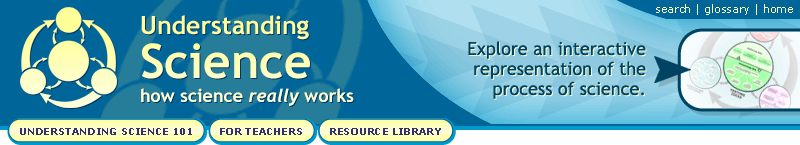 search | glossary | home
Understanding
Science
how science really works
Explore an interactive
representation of the
process of science.
UNDERSTANDING SCIENCE 101
FOR TEACHERS
RESOURCE LIBRARY